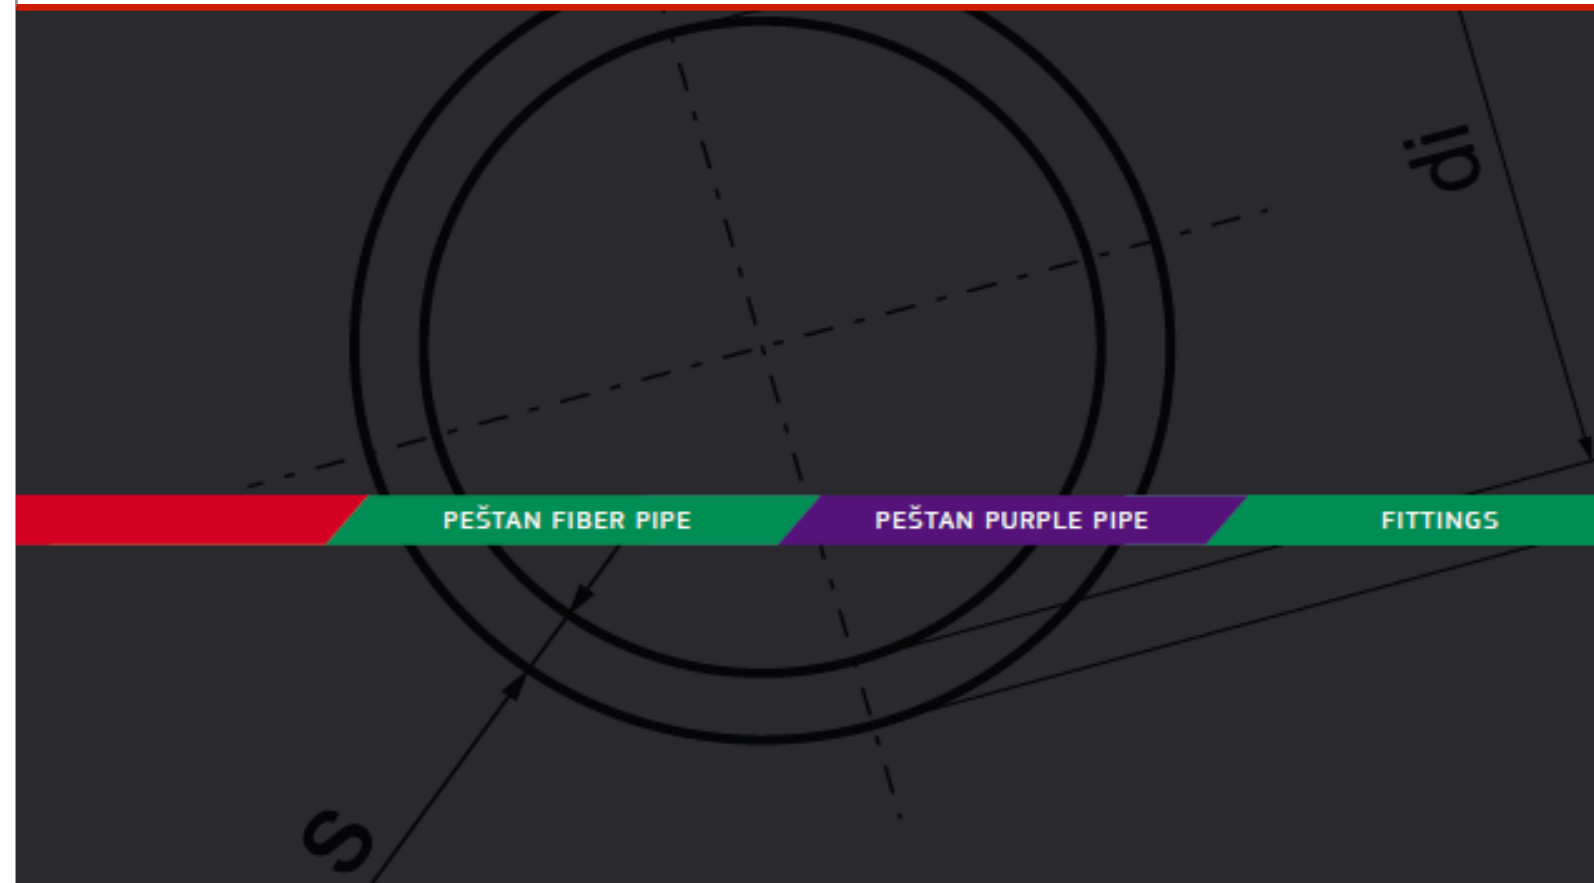 di
PEŠTAN FIBER PIPE
PEŠTAN PURPLE PIPE
FITTINGS
S